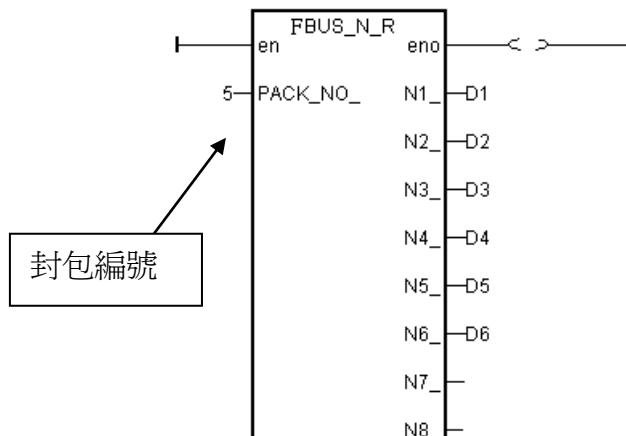 FBUS_N_R
en eno
5 PACK_NO_ N1_ D1
N2_ D2
N3_ D3
N4_ D4
封包編號
N5_ D5
N6_ D6
N7_
N8